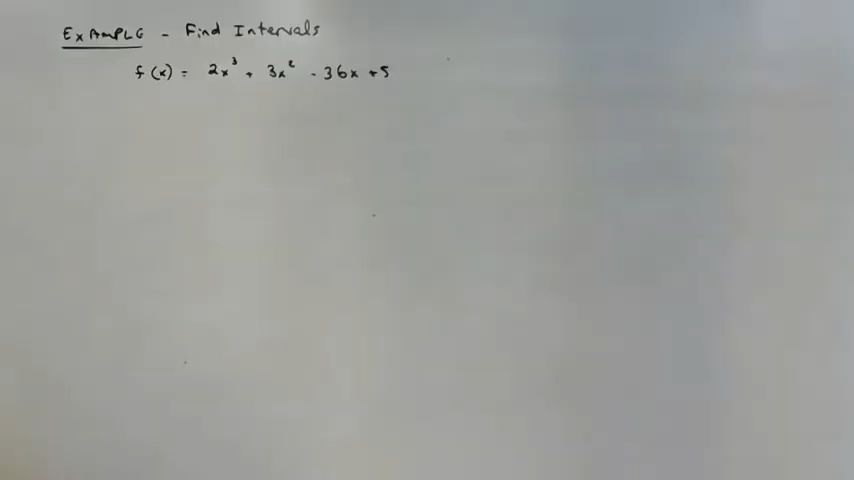 EXAMPLE - Find Intervals
f(x) = 2x³ + 3x² - 36x + 5